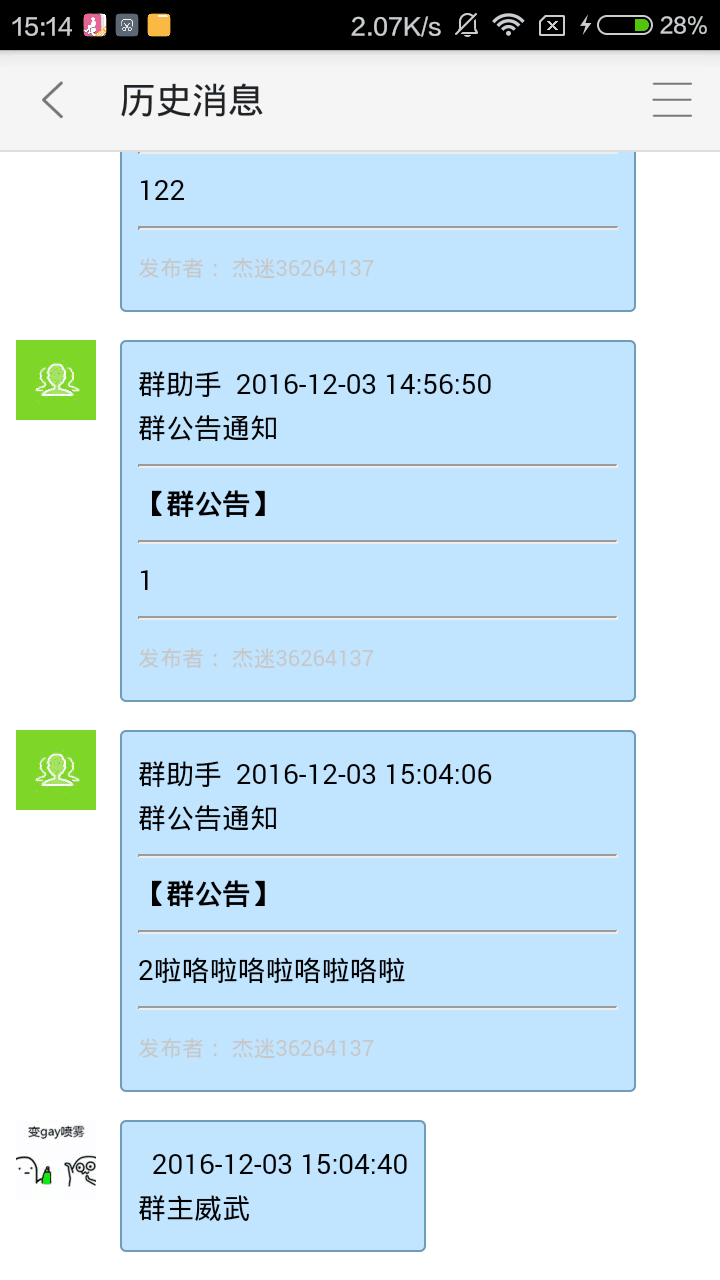 15:14
2.07K/s
28%
历史消息
122
发布者： 杰迷36264137
群助手 2016-12-03 14:56:50
群公告通知
【群公告】
1
发布者： 杰迷36264137
群助手 2016-12-03 15:04:06
群公告通知
【群公告】
2啦咯啦咯啦咯啦咯啦
发布者： 杰迷36264137
变gay喷雾
2016-12-03 15:04:40
群主威武